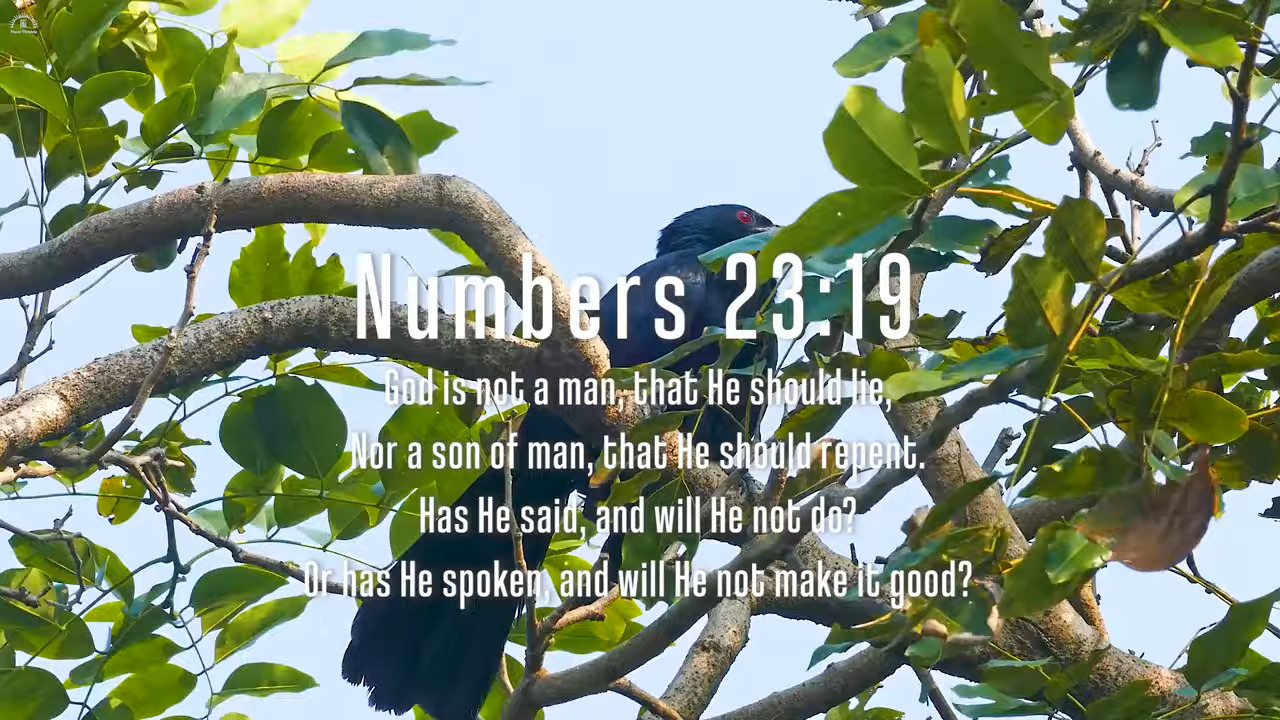 Numbers 23:19
God is not a man, that He should lie,
Nor a son of man, that He should repent.
Has He said, and will He not do?
Or has He spoken, and will He not make it good?